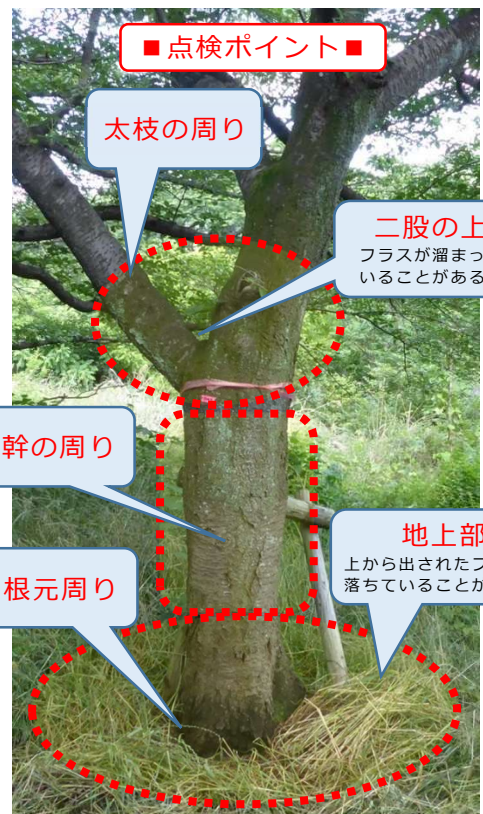 ■点検ポイント■
太枝の周り
二股の上
フラスが溜まっ
いることがある
幹の周り
地上部
上から出されたフ
落ちていることか
根元周り